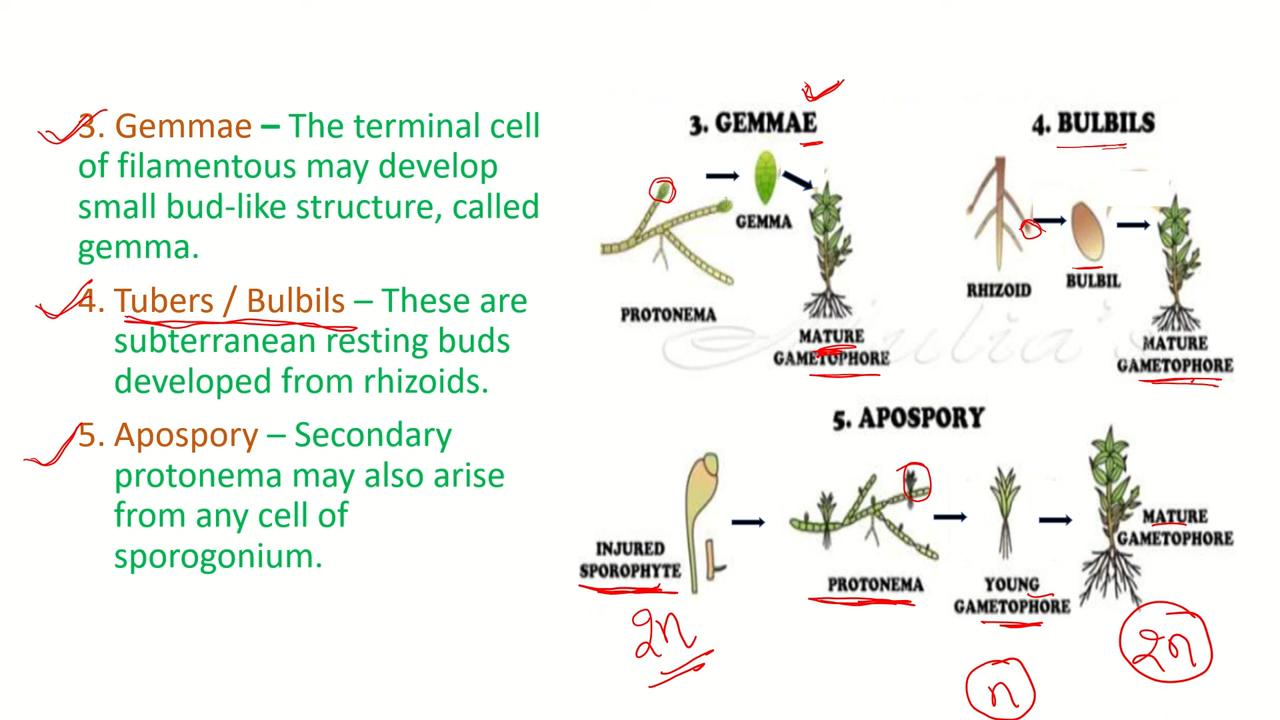 3. Gemmae – The terminal cell
of filamentous may develop
small bud-like structure, called
gemma.
4. Tubers / Bulbils – These are
subterranean resting buds
developed from rhizoids.
5. Apospory – Secondary
protonema may also arise
from any cell of
sporogonium.
3. GEMMAE
GEMMA
PROTONEMA
MATURE
GAMETOPHORE
4. BULBILS
RHIZOID
BULBIL
MATURE
GAMETOPHORE
5. APOSPORY
INJURED
SPOROPHYTE
2n
PROTONEMA
YOUNG
GAMETOPHORE
n
MATURE
GAMETOPHORE
2n